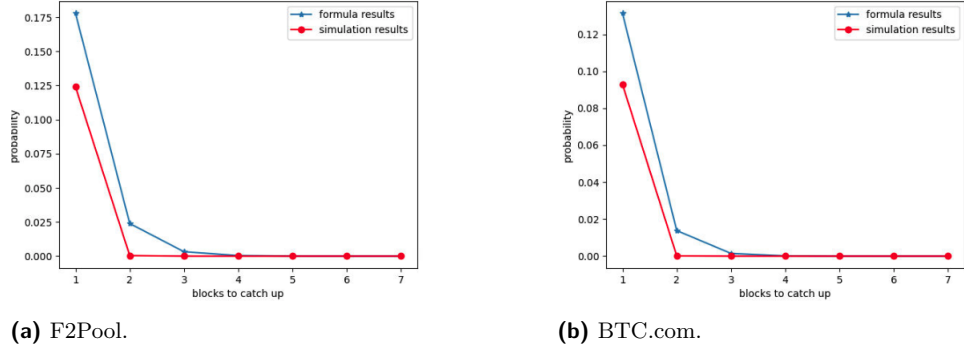 formula results
simulation results
0.175
0.150
0.125
0.100
0.075
0.050
0.025
0.000
probability
1 2 3 4 5 6 7
blocks to catch up
(a) F2Pool.
formula results
simulation results
0.12
0.10
0.08
0.06
0.04
0.02
0.00
probability
1 2 3 4 5 6 7
blocks to catch up
(b) BTC.com.